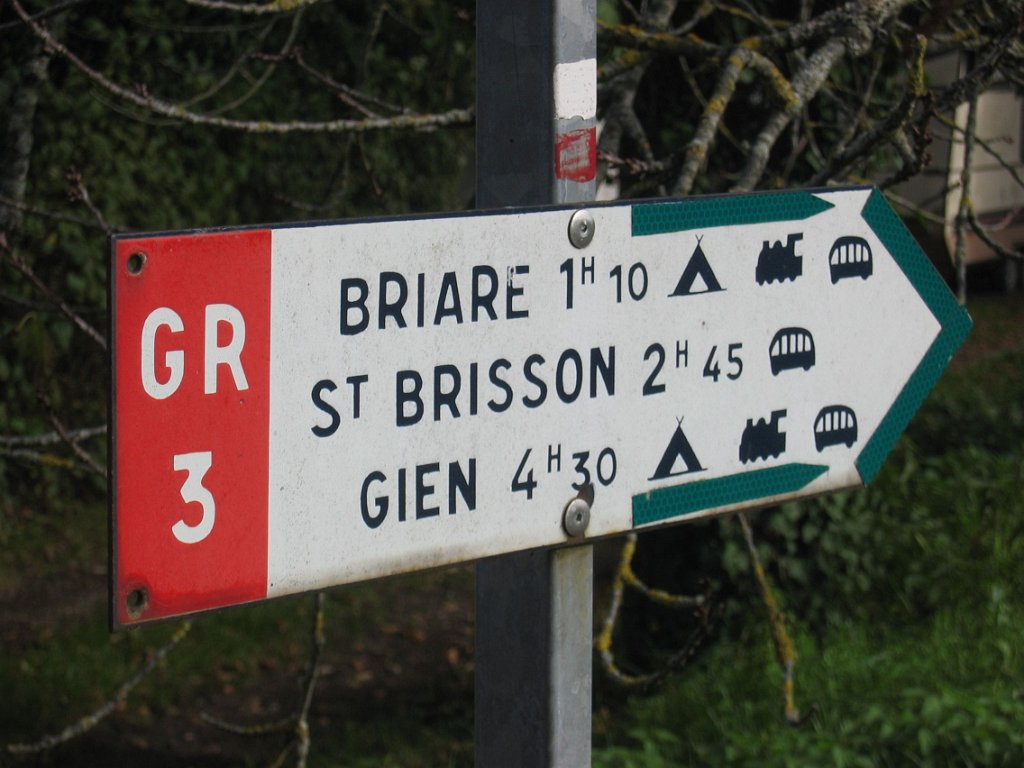 GR
3
BRIARE 1H 10
ST BRISSON 2H 45
GIEN 4H 30